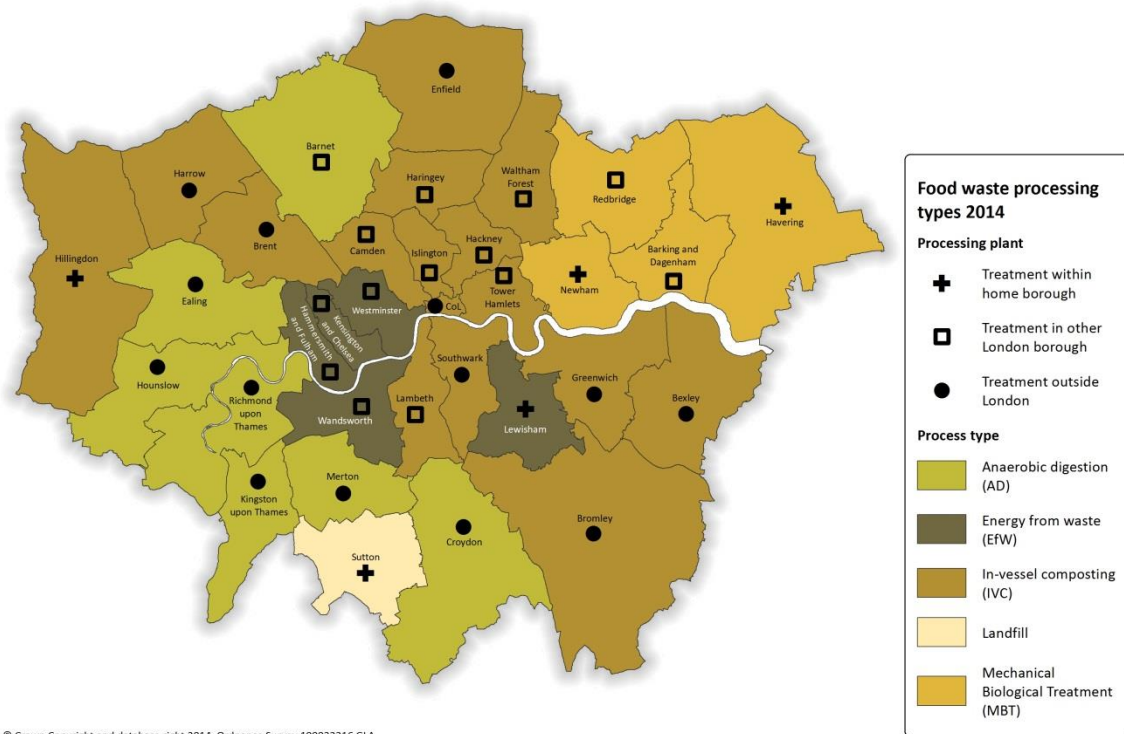 Enfield
Barnet
Harrow
Haringey
Waltham
Forest
Redbridge
Havering
Brent
Camden
Islington
Hackney
Barking and
Dagenham
Hillingdon
Ealing
Westminster
CoL
Tower
Hamlets
Newham
Kensington
and Chelsea
Hammersmith
and Fulham
Hounslow
Richmond
upon
Thames
Wandsworth
Lambeth
Southwark
Lewisham
Greenwich
Bexley
Kingston
upon Thames
Merton
Croydon
Bromley
Sutton
Food waste processing
types 2014
Processing plant
Treatment within
home borough
Treatment in other
London borough
Treatment outside
London
Process type
Anaerobic digestion
(AD)
Energy from waste
(EfW)
In-vessel composting
(IVC)
Landfill
Mechanical
Biological Treatment
(MBT)